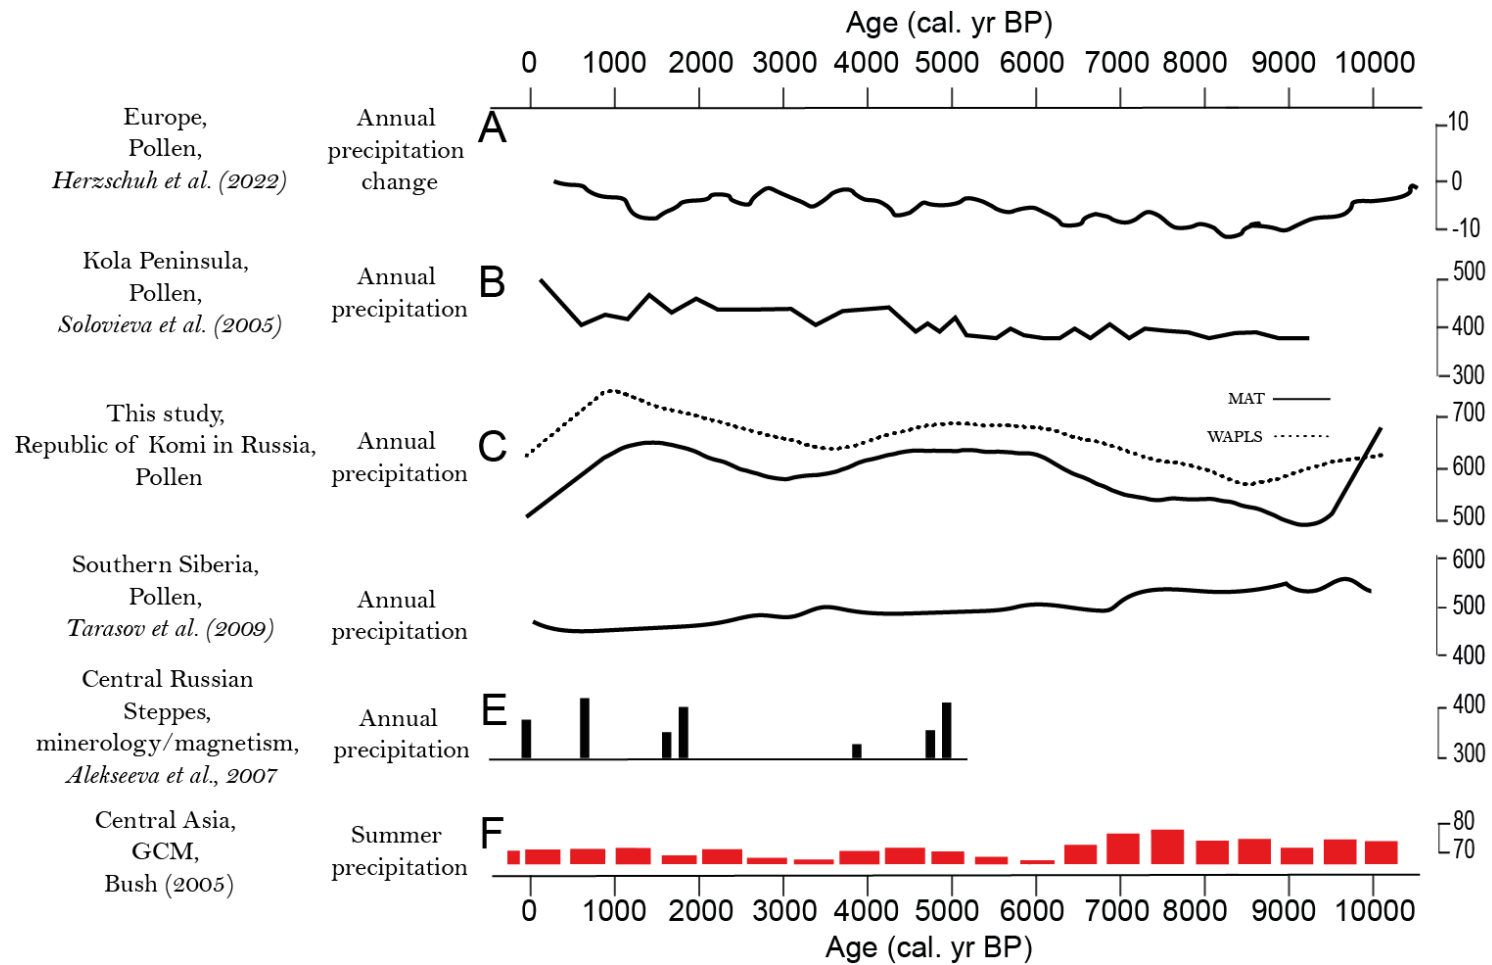 Age (cal. yr BP)
0 1000 2000 3000 4000 5000 6000 7000 8000 9000 10000
Europe,
Pollen,
Herzschuh et al. (2022)
Annual
precipitation
change
A
10
0
-10
Kola Peninsula,
Pollen,
Solovieva et al. (2005)
Annual
precipitation
B
500
400
300
This study,
Republic of Komi in Russia,
Pollen
Annual
precipitation
C
MAT
WAPLS
700
600
500
Southern Siberia,
Pollen,
Tarasov et al. (2009)
Annual
precipitation
600
500
400
Central Russian
Steppes,
minerology/magnetism,
Alekseeva et al., 2007
Annual
precipitation
E
400
300
Central Asia,
GCM,
Bush (2005)
Summer
precipitation
F
80
70
0 1000 2000 3000 4000 5000 6000 7000 8000 9000 10000
Age (cal. yr BP)